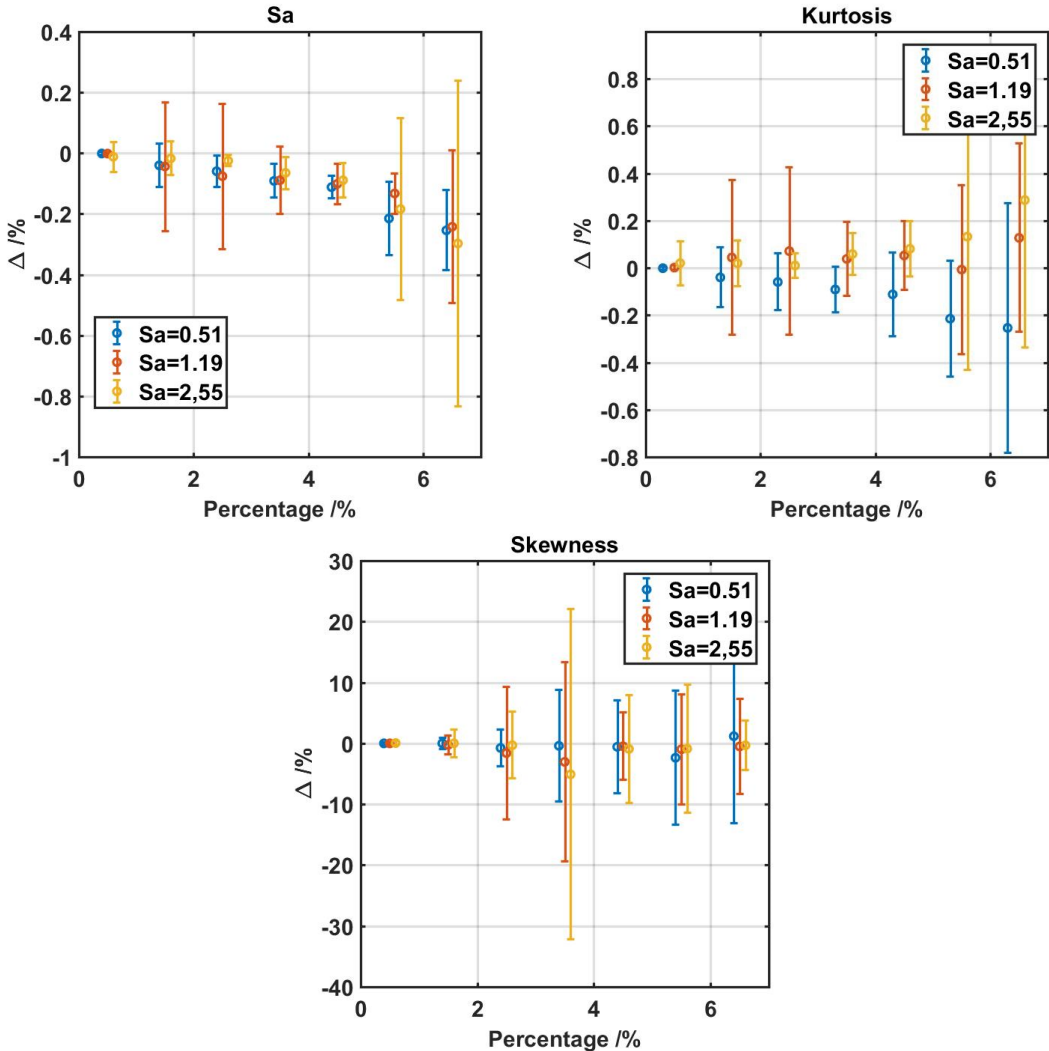 Sa
0.4
0.2
0
-0.2
-0.4
-0.6
-0.8
-1
Δ /%
Sa=0.51
Sa=1.19
Sa=2,55
0 2 4 6
Percentage /%
Kurtosis
0.8
0.6
0.4
0.2
0
-0.2
-0.4
-0.6
-0.8
Δ /%
Sa=0.51
Sa=1.19
Sa=2,55
0 2 4 6
Percentage /%
Skewness
30
20
10
0
-10
-20
-30
-40
Δ /%
Sa=0.51
Sa=1.19
Sa=2,55
0 2 4 6
Percentage /%